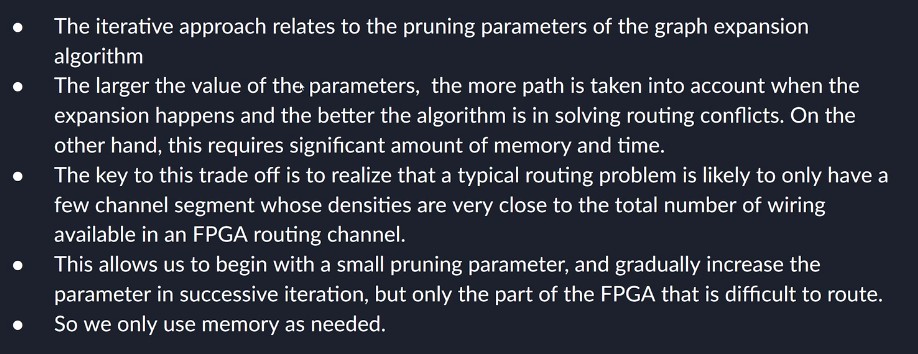 ● The iterative approach relates to the pruning parameters of the graph expansion
algorithm
● The larger the value of the parameters, the more path is taken into account when the
expansion happens and the better the algorithm is in solving routing conflicts. On the
other hand, this requires significant amount of memory and time.
● The key to this trade off is to realize that a typical routing problem is likely to only have a
few channel segment whose densities are very close to the total number of wiring
available in an FPGA routing channel.
● This allows us to begin with a small pruning parameter, and gradually increase the
parameter in successive iteration, but only the part of the FPGA that is difficult to route.
● So we only use memory as needed.